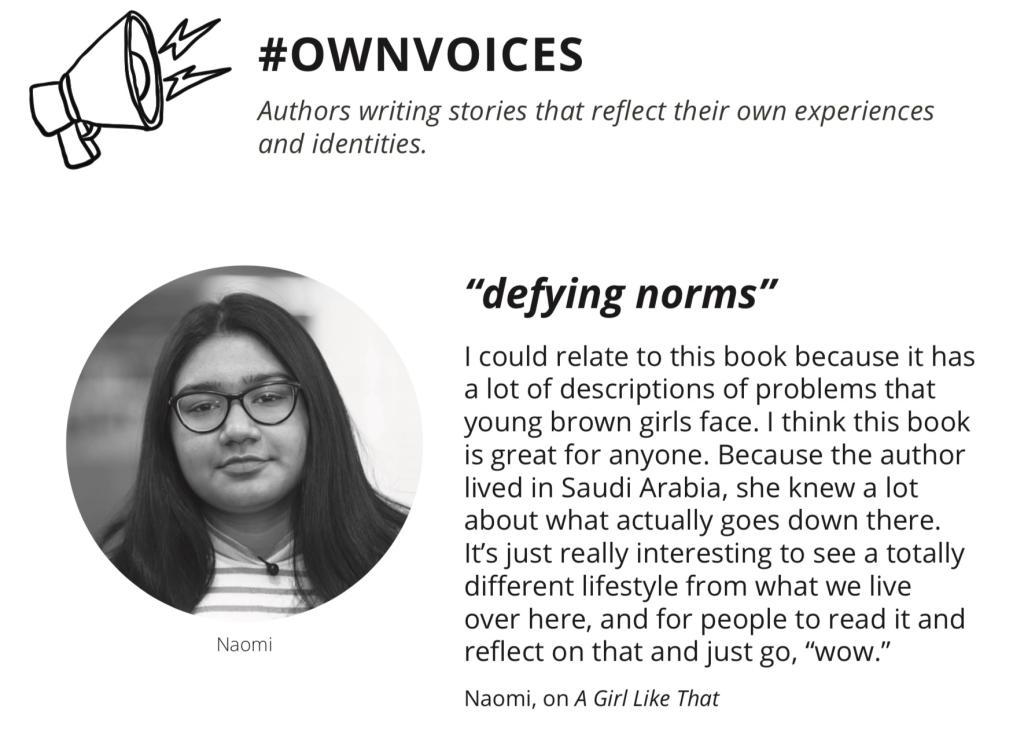 #OWNVOICES
Authors writing stories that reflect their own experiences
and identities.
“defying norms”
I could relate to this book because it has
a lot of descriptions of problems that
young brown girls face. I think this book
is great for anyone. Because the author
lived in Saudi Arabia, she knew a lot
about what actually goes down there.
It’s just really interesting to see a totally
different lifestyle from what we live
over here, and for people to read it and
reflect on that and just go, “wow.”
Naomi, on A Girl Like That
Naomi